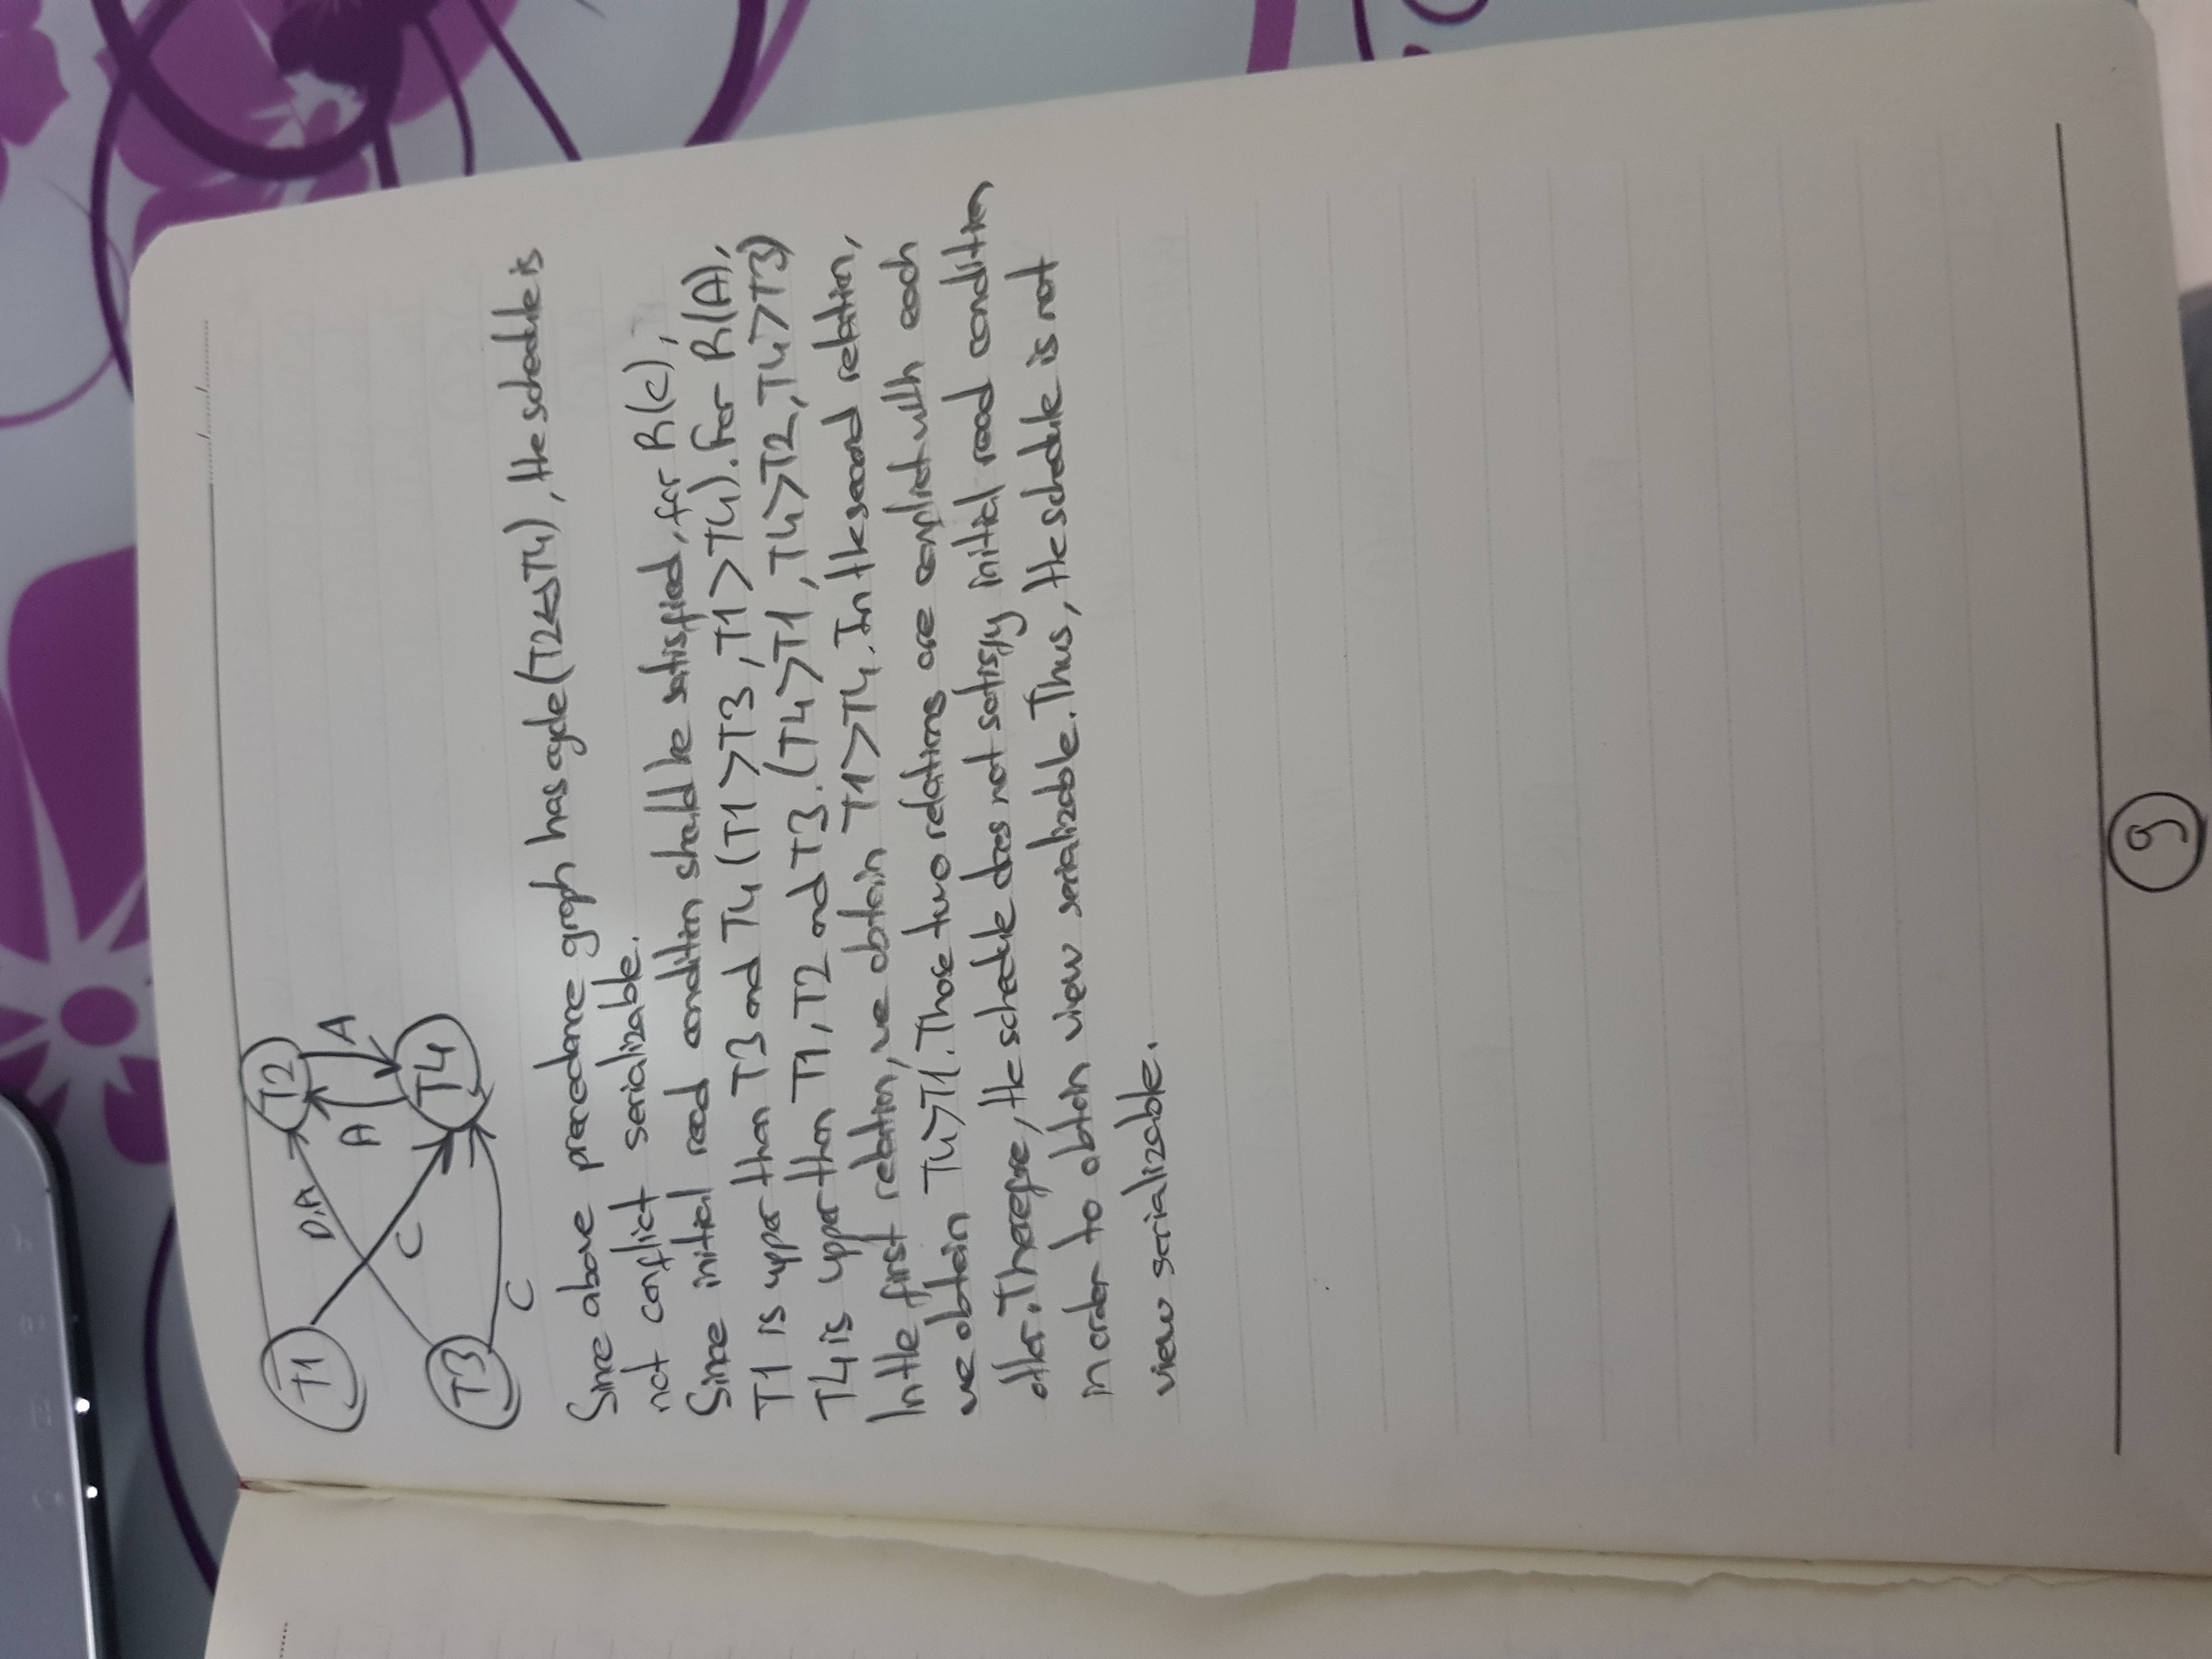 T1
T2
D,A
A
A
C
T3
T4
C
Since above precedence graph has cycle (T2↔T4), the schedule is
not conflict serializable.
Since initial read condition should be satisfied, for R(C),
T1 is upper than T3 and T4 (T1>T3, T1>T4). For R(A),
T4 is upper than T1, T2 and T3. (T4>T1, T4>T2, T4>T3)
In the first relation, we obtain T1>T4. In the second relation,
we obtain T4>T1. Those two relations are conflict with each
other. Therefore, the schedule does not satisfy initial read condition
in order to obtain view serializable. Thus, the schedule is not
view serializable.
9